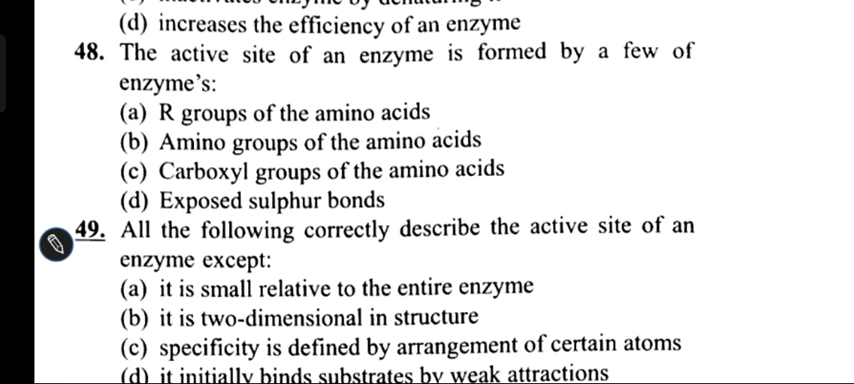 (d) increases the efficiency of an enzyme
48. The active site of an enzyme is formed by a few of
enzyme's:
(a) R groups of the amino acids
(b) Amino groups of the amino acids
(c) Carboxyl groups of the amino acids
(d) Exposed sulphur bonds
49. All the following correctly describe the active site of an
enzyme except:
(a) it is small relative to the entire enzyme
(b) it is two-dimensional in structure
(c) specificity is defined by arrangement of certain atoms
(d) it initially binds substrates by weak attractions